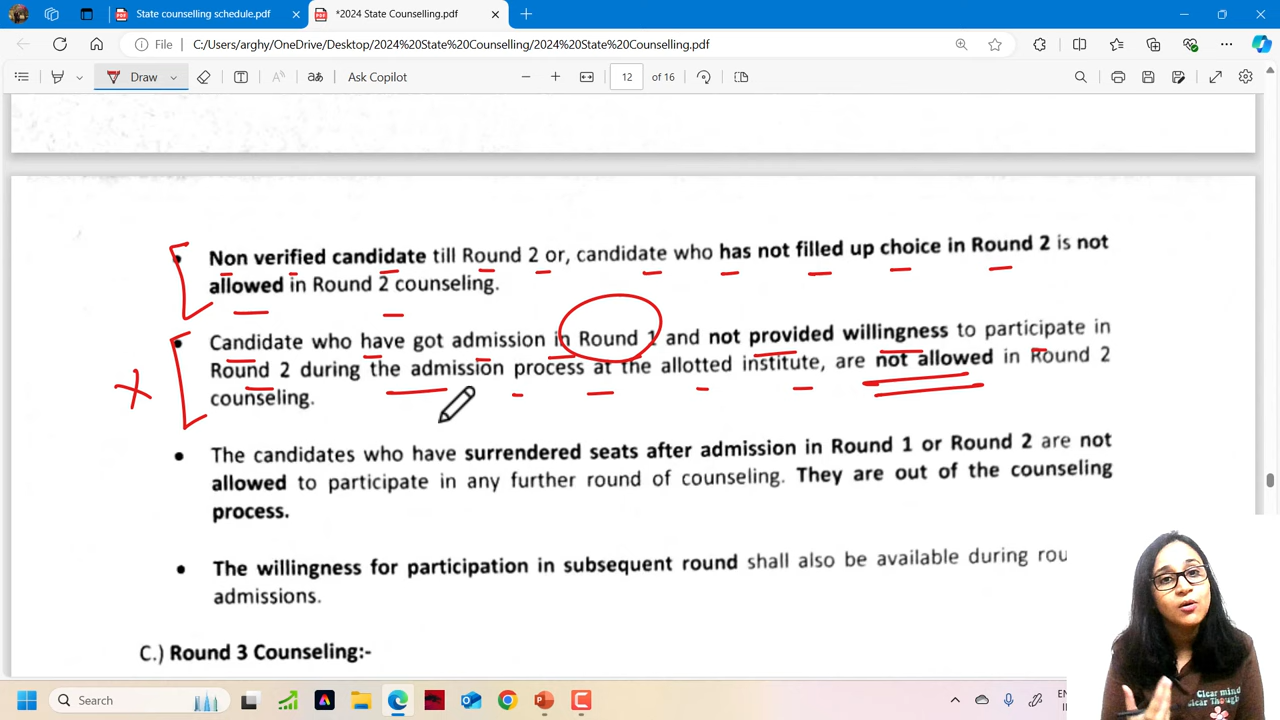 State counselling schedule.pdf
*2024 State Counselling.pdf
File
C:/Users/arghy/OneDrive/Desktop/2024%20State%20Counselling/2024%20State%20Counselling.pdf
Draw
Ask Copilot
12
of 16
• Non verified candidate till Round 2 or, candidate who has not filled up choice in Round 2 is not
allowed in Round 2 counseling.
• Candidate who have got admission in Round 1 and not provided willingness to participate in
Round 2 during the admission process at the allotted institute, are not allowed in Round 2
counseling.
• The candidates who have surrendered seats after admission in Round 1 or Round 2 are not
allowed to participate in any further round of counseling. They are out of the counseling
process.
• The willingness for participation in subsequent round shall also be available during rou
admissions.
C.) Round 3 Counseling:-
Clear mind
Clear Though
Search